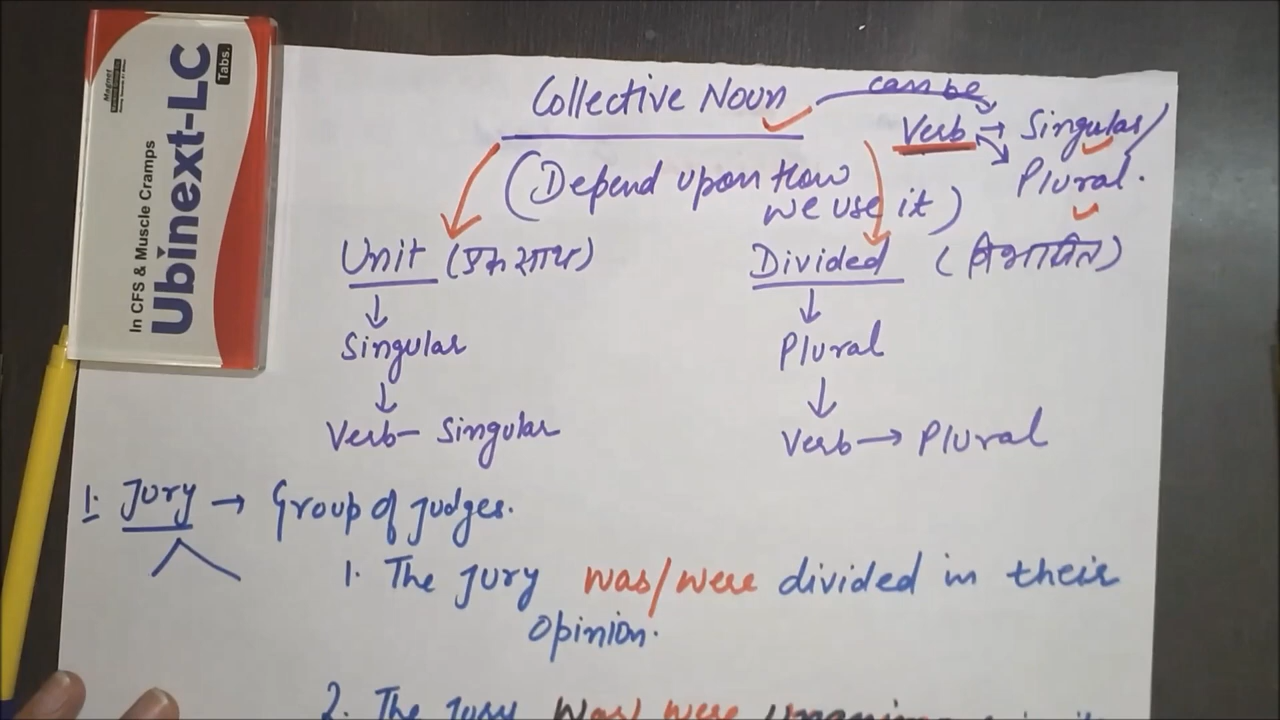 Magnet
Ubinext-LC
Tabs.
In CFS & Muscle Cramps
Collective Noun can be
Verb → Singular/
Plural.
(Depend upon How
we use it)
Unit (एक साथ)
Divided (विभाजित)
↓ ↓
Singular Plural
↓ ↓
Verb- Singular Verb → Plural
1. Jury → Group of judges.
1. The Jury was/were divided in their
opinion.
2. The Jury was/were